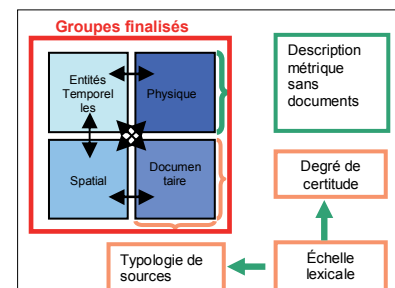 Groupes finalisés
Entités
Temporel
les
Physique
Spatial
Documen
taire
Description
métrique
sans
documents
Degré de
certitude
Typologie de
sources
Échelle
lexicale